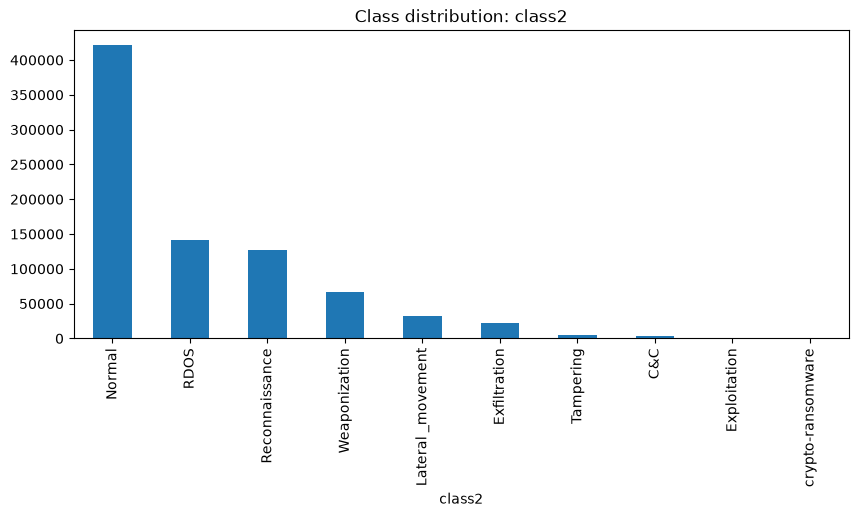 Class distribution: class2
400000
350000
300000
250000
200000
150000
100000
50000
0
Normal
RDOS
Reconnaissance
Weaponization
Lateral _movement
Exfiltration
Tampering
C&C
Exploitation
crypto-ransomware
class2